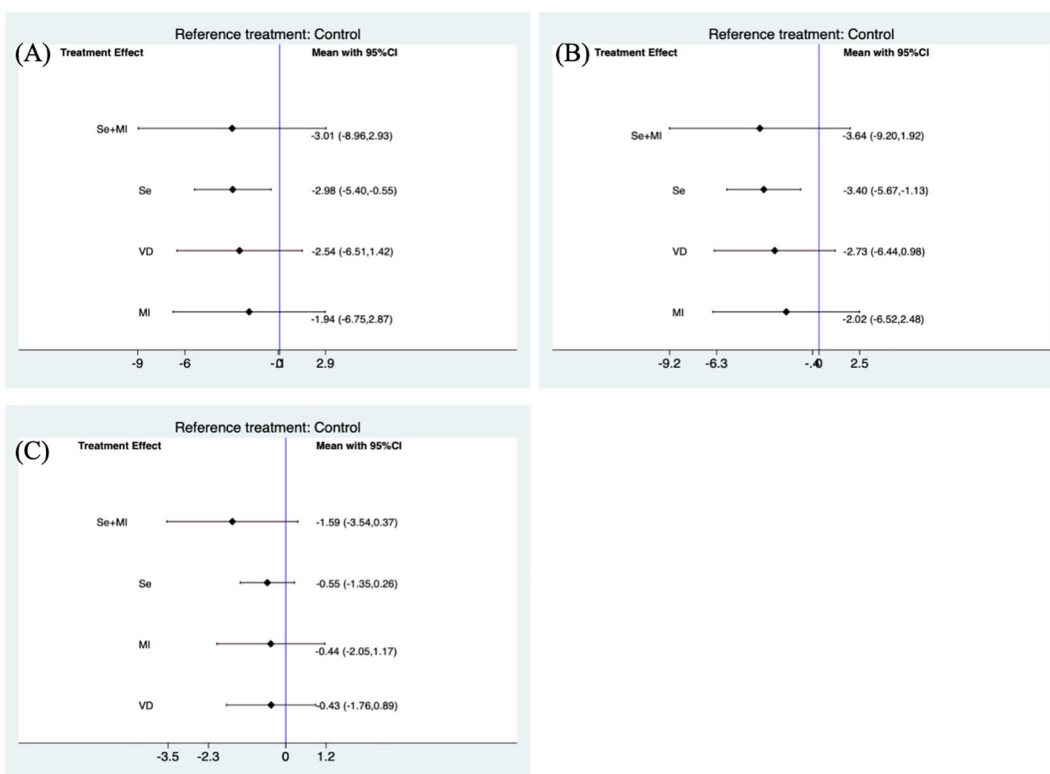 (A)
Reference treatment: Control
Treatment Effect Mean with 95%CI
Se+MI -3.01 (-8.96,2.93)
Se -2.98 (-5.40,-0.55)
VD -2.54 (-6.51,1.42)
MI -1.94 (-6.75,2.87)
-9 -6 0 2.9
(B)
Reference treatment: Control
Treatment Effect Mean with 95%CI
Se+MI -3.64 (-9.20,1.92)
Se -3.40 (-5.67,-1.13)
VD -2.73 (-6.44,0.98)
MI -2.02 (-6.52,2.48)
-9.2 -6.3 -.4 0 2.5
(C)
Reference treatment: Control
Treatment Effect Mean with 95%CI
Se+MI -1.59 (-3.54,0.37)
Se -0.55 (-1.35,0.26)
MI -0.44 (-2.05,1.17)
VD -0.43 (-1.76,0.89)
-3.5 -2.3 0 1.2